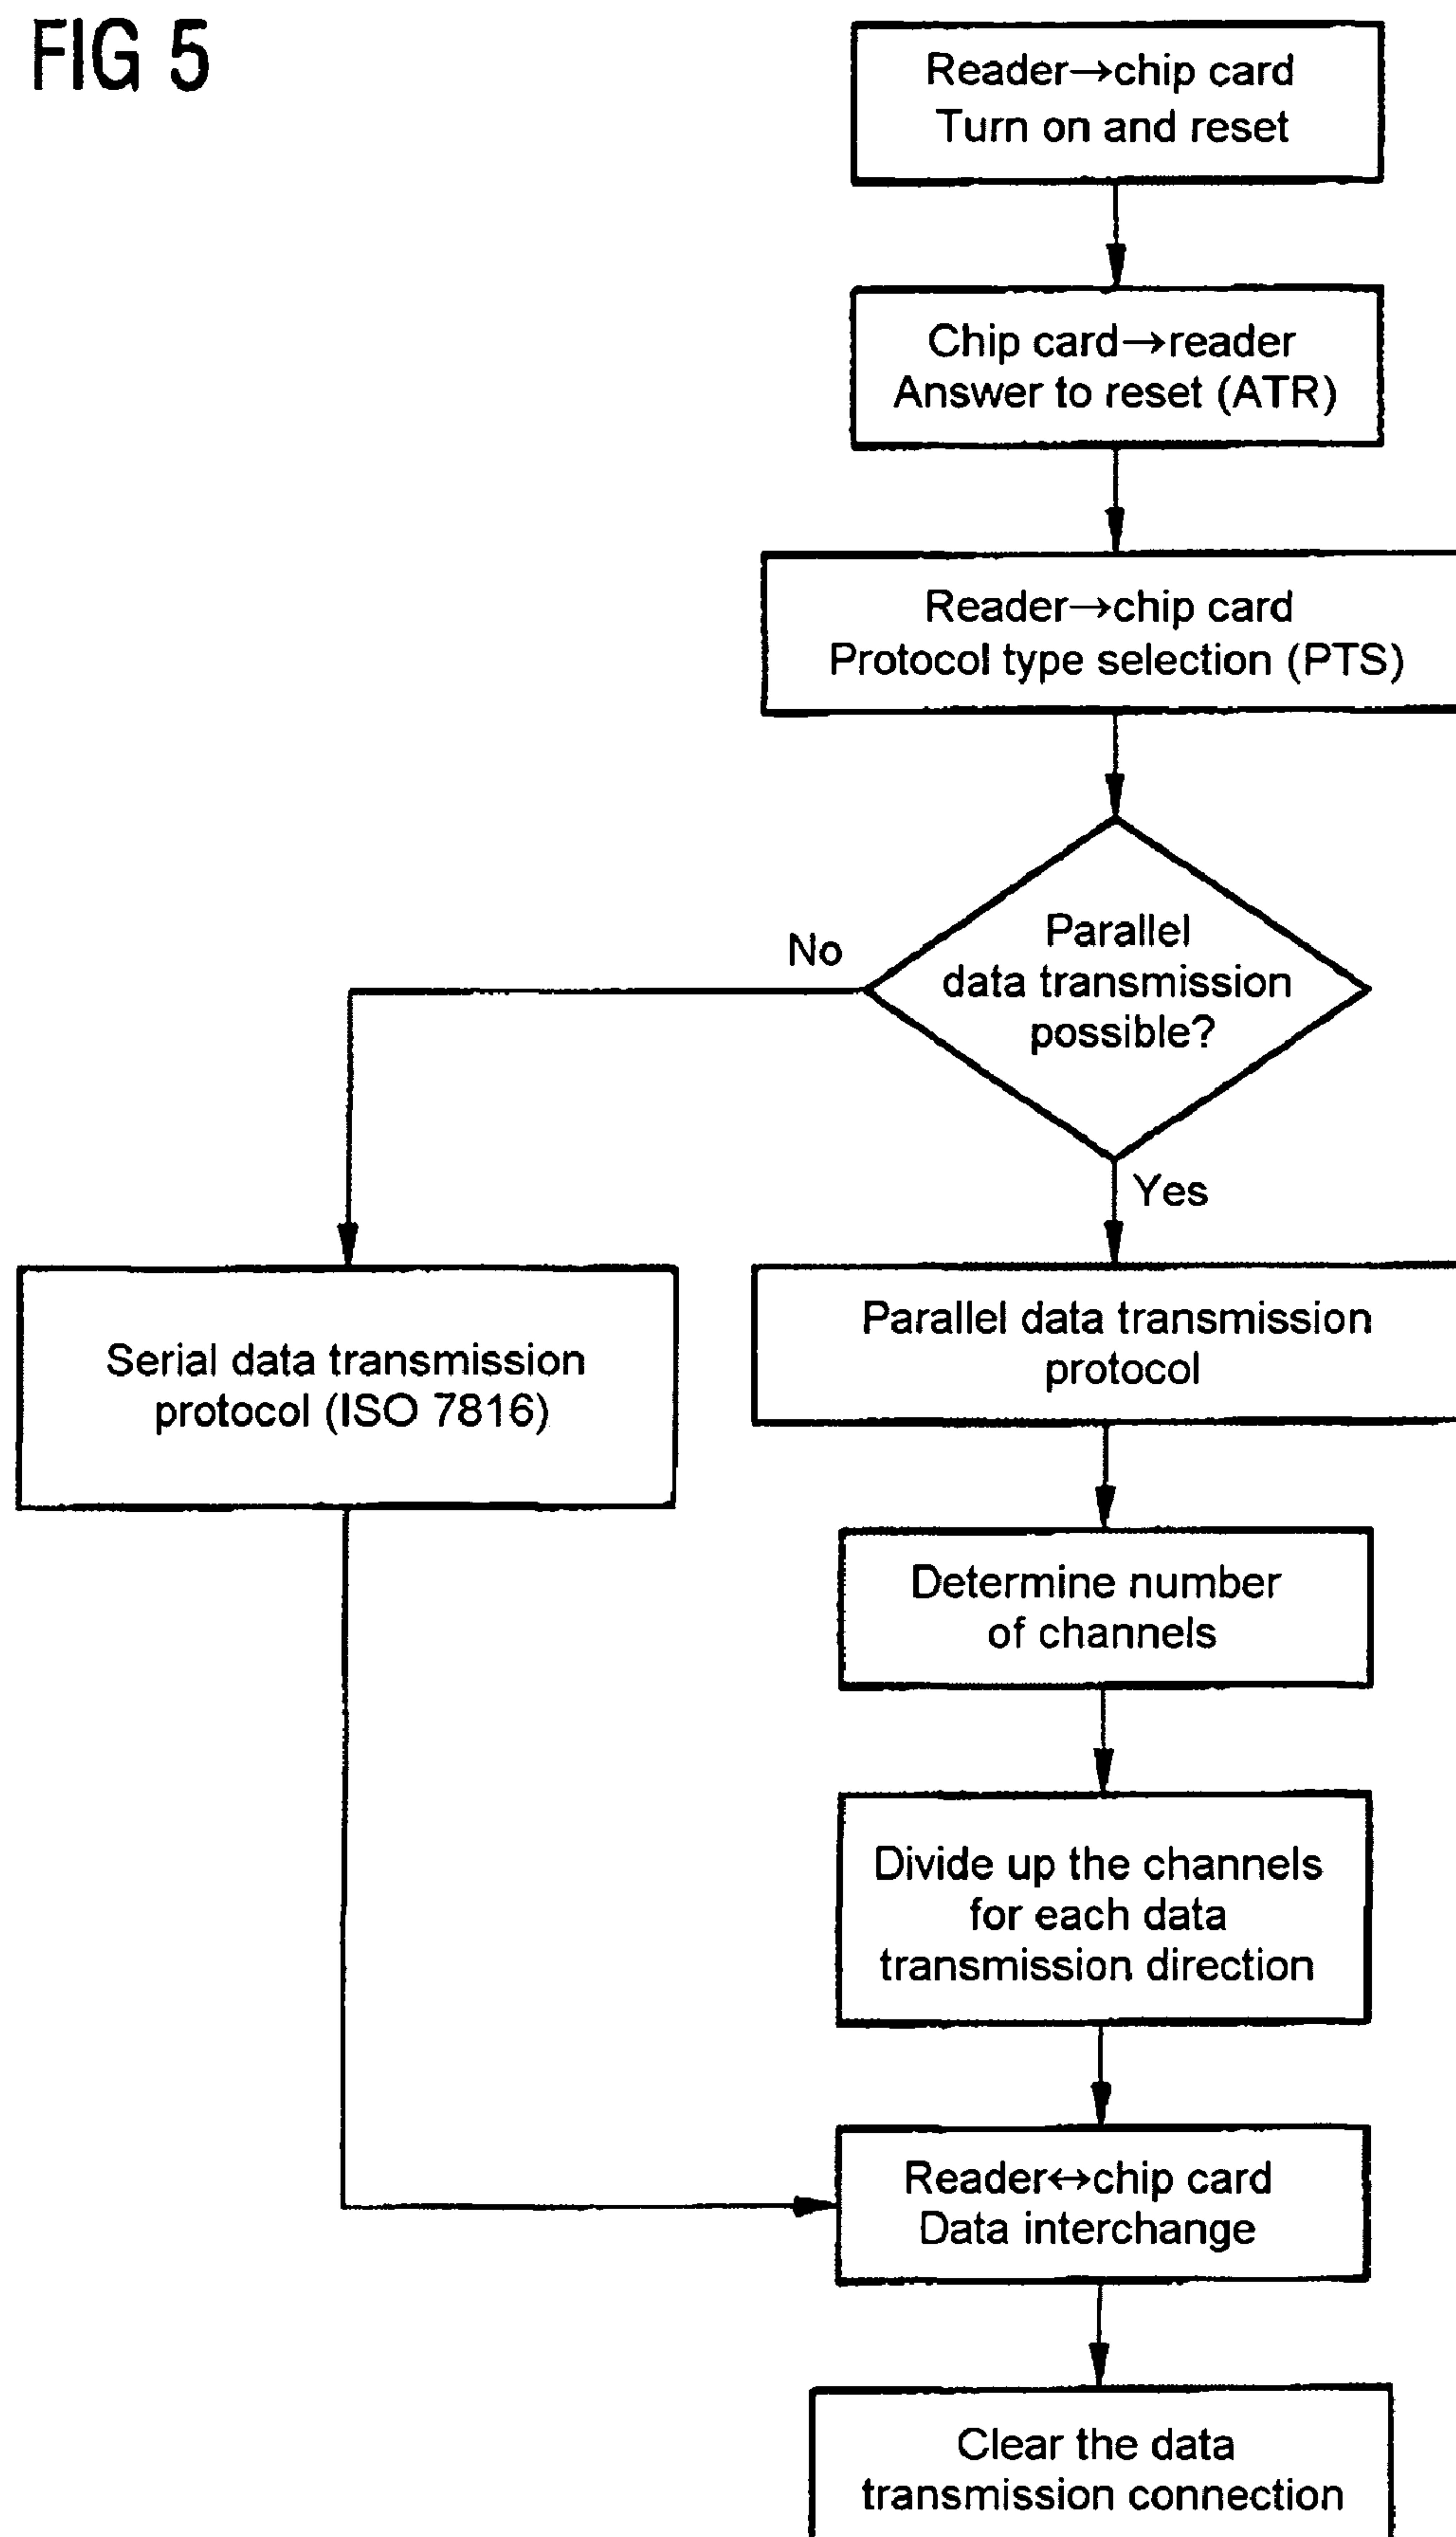 FIG 5
Reader→chip card
Turn on and reset
Chip card→reader
Answer to reset (ATR)
Reader→chip card
Protocol type selection (PTS)
Parallel
data transmission
possible?
No
Yes
Serial data transmission
protocol (ISO 7816)
Parallel data transmission
protocol
Determine number
of channels
Divide up the channels
for each data
transmission direction
Reader↔chip card
Data interchange
Clear the data
transmission connection